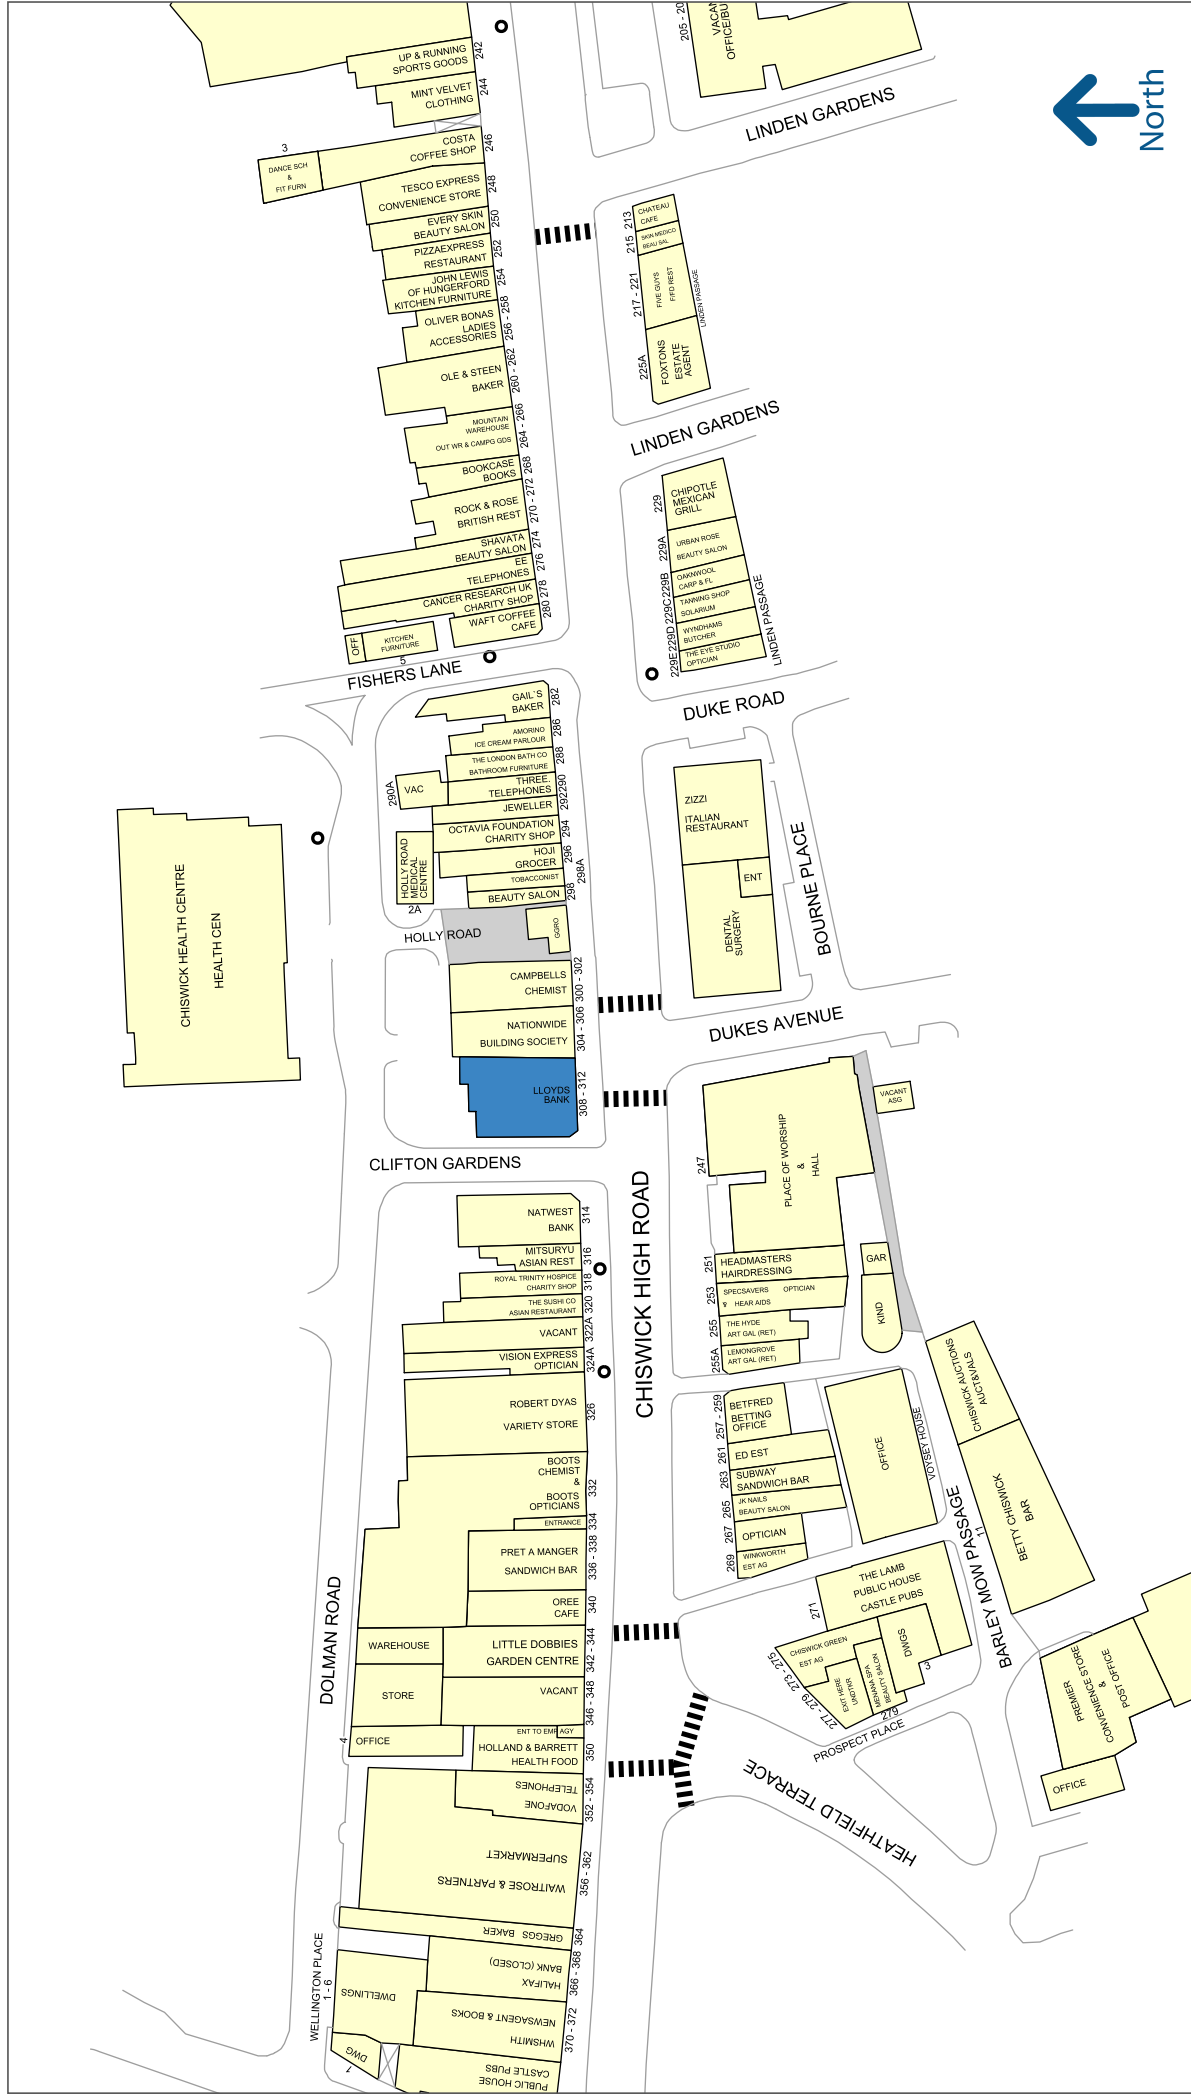 205 - 20
VACAN
OFFICE/BU
242
UP & RUNNING
SPORTS GOODS
244
MINT VELVET
CLOTHING
North
LINDEN GARDENS
3
DANCE SCH
&
FIT FURN
COSTA
COFFEE SHOP
246
TESCO EXPRESS
CONVENIENCE STORE
248
EVERY SKIN
BEAUTY SALON
250
PIZZAEXPRESS
RESTAURANT
252
JOHN LEWIS
OF HUNGERFORD
KITCHEN FURNITURE
254
OLIVER BONAS
LADIES
ACCESSORIES
256 - 258
OLE & STEEN
BAKER
260 - 262
MOUNTAIN
WAREHOUSE
OUT WR & CAMPG GDS
264 - 266
BOOKCASE
BOOKS
268
ROCK & ROSE
BRITISH REST
270 - 272
SHAVATA
BEAUTY SALON
274
EE
TELEPHONES
276
CANCER RESEARCH UK
CHARITY SHOP
278
WAFT COFFEE
CAFE
280
OFF
KITCHEN
FURNITURE
5
213
CHATEAU
CAFE
215
SKIN MEDICO
BEAU SAL
217 - 221
FIVE GUYS
F/FD REST
LINDEN PASSAGE
225A
FOXTONS
ESTATE
AGENT
LINDEN GARDENS
229
CHIPOTLE
MEXICAN
GRILL
229A
URBAN ROSE
BEAUTY SALON
229B
OAKNWOOL
CARP & FL
229C
TANNING SHOP
SOLARIUM
229D
WYNDHAMS
BUTCHER
229E
THE EYE STUDIO
OPTICIAN
LINDEN PASSAGE
FISHERS LANE
DUKE ROAD
GAIL`S
BAKER
282
AMORINO
ICE CREAM PARLOUR
286
THE LONDON BATH CO
BATHROOM FURNITURE
288
290A
VAC
THREE.
TELEPHONES
290
JEWELLER
292
OCTAVIA FOUNDATION
CHARITY SHOP
294
HOJI
GROCER
296
TOBACCONIST
298A
BEAUTY SALON
298
HOLLY ROAD
MEDICAL
CENTRE
2A
HOLLY ROAD
GGRO
CHISWICK HEALTH CENTRE
HEALTH CEN
ZIZZI
ITALIAN
RESTAURANT
ENT
DENTAL
SURGERY
BOURNE PLACE
CAMPBELLS
CHEMIST
300 - 302
NATIONWIDE
BUILDING SOCIETY
304 - 306
LLOYDS
BANK
308 - 312
DUKES AVENUE
CLIFTON GARDENS
247
PLACE OF WORSHIP
&
HALL
VACANT
ASG
NATWEST
BANK
314
MITSURYU
ASIAN REST
316
ROYAL TRINITY HOSPICE
CHARITY SHOP
318
THE SUSHI CO
ASIAN RESTAURANT
320
VACANT
322A
VISION EXPRESS
OPTICIAN
324A
ROBERT DYAS
VARIETY STORE
326
BOOTS
CHEMIST
&
BOOTS
OPTICIANS
332
ENTRANCE
334
PRET A MANGER
SANDWICH BAR
336 - 338
OREE
CAFE
340
WAREHOUSE
LITTLE DOBBIES
GARDEN CENTRE
342 - 344
STORE
VACANT
346 - 348
4
OFFICE
ENT TO EMP AGY
HOLLAND & BARRETT
HEALTH FOOD
350
CHISWICK HIGH ROAD
DOLMAN ROAD
251
HEADMASTERS
HAIRDRESSING
GAR
253
SPECSAVERS OPTICIAN
& HEAR AIDS
KIND
255
THE HYDE
ART GAL (RET)
255A
LEMONGROVE
ART GAL (RET)
257 - 259
BETFRED
BETTING
OFFICE
261
ED EST
263
SUBWAY
SANDWICH BAR
265
JK NAILS
BEAUTY SALON
267
OPTICIAN
269
WINKWORTH
EST AG
OFFICE
VOYSEY HOUSE
CHISWICK AUCTIONS
AUCT&VALS
BETTY CHISWICK
BAR
11
BARLEY MOW PASSAGE
271
THE LAMB
PUBLIC HOUSE
CASTLE PUBS
273 - 275
CHISWICK GREEN
EST AG
277 - 279
EXIT HERE
UNDTKR
MENNA SPA
BEAUTY SALON
279
DWGS
3
PROSPECT PLACE
HEATHFIELD TERRACE
PREMIER
CONVENIENCE STORE
&
POST OFFICE
OFFICE
VODAFONE
TELEPHONES
352 - 354
WAITROSE & PARTNERS
SUPERMARKET
356 - 362
GREGGS BAKER
364
HALIFAX
BANK (CLOSED)
366 - 368
WELLINGTON PLACE
1 - 6
DWELLINGS
WHSMITH
NEWSAGENT & BOOKS
370 - 372
DWG
1
PUBLIC HOUSE
CASTLE PUBS